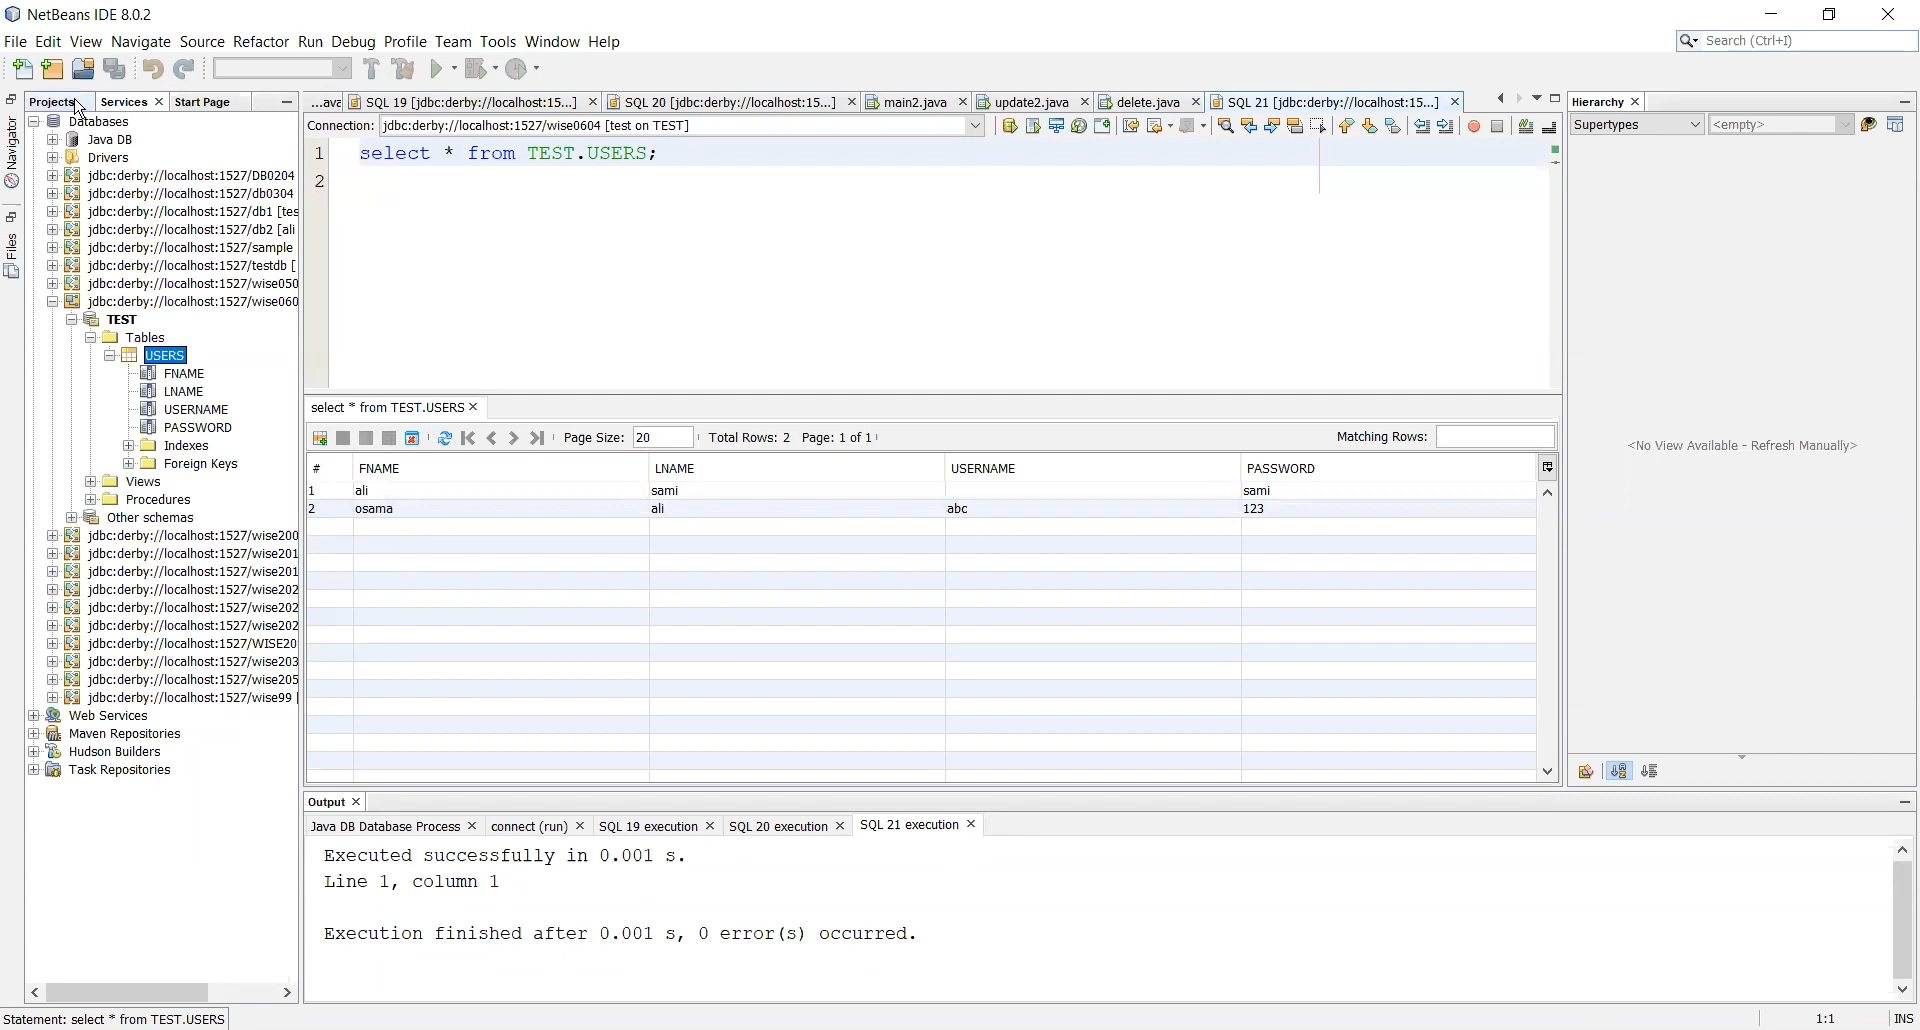 NetBeans IDE 8.0.2
File Edit View Navigate Source Refactor Run Debug Profile Team Tools Window Help
Search (Ctrl+I)
Projects Services Start Page
...ava SQL 19 [jdbc:derby://localhost:15...] SQL 20 [jdbc:derby://localhost:15...] main2.java update2.java delete.java SQL 21 [jdbc:derby://localhost:15...]
Hierarchy
Connection: jdbc:derby://localhost:1527/wise0604 [test on TEST]
Supertypes <empty>
Navigator
Files
Databases
Java DB
Drivers
jdbc:derby://localhost:1527/DB0204
jdbc:derby://localhost:1527/db0304
jdbc:derby://localhost:1527/db1 [tes
jdbc:derby://localhost:1527/db2 [ali
jdbc:derby://localhost:1527/sample
jdbc:derby://localhost:1527/testdb [
jdbc:derby://localhost:1527/wise050
jdbc:derby://localhost:1527/wise060
TEST
Tables
USERS
FNAME
LNAME
USERNAME
PASSWORD
Indexes
Foreign Keys
Views
Procedures
Other schemas
jdbc:derby://localhost:1527/wise200
jdbc:derby://localhost:1527/wise201
jdbc:derby://localhost:1527/wise201
jdbc:derby://localhost:1527/wise202
jdbc:derby://localhost:1527/wise202
jdbc:derby://localhost:1527/wise202
jdbc:derby://localhost:1527/WISE20
jdbc:derby://localhost:1527/wise203
jdbc:derby://localhost:1527/wise205
jdbc:derby://localhost:1527/wise99 [
Web Services
Maven Repositories
Hudson Builders
Task Repositories
1 select * from TEST.USERS;
2
select * from TEST.USERS
Page Size: 20 Total Rows: 2 Page: 1 of 1 Matching Rows:
# FNAME LNAME USERNAME PASSWORD
1 ali sami sami
2 osama ali abc 123
<No View Available - Refresh Manually>
Output
Java DB Database Process connect (run) SQL 19 execution SQL 20 execution SQL 21 execution
Executed successfully in 0.001 s.
Line 1, column 1
Execution finished after 0.001 s, 0 error(s) occurred.
Statement: select * from TEST.USERS
1:1 INS